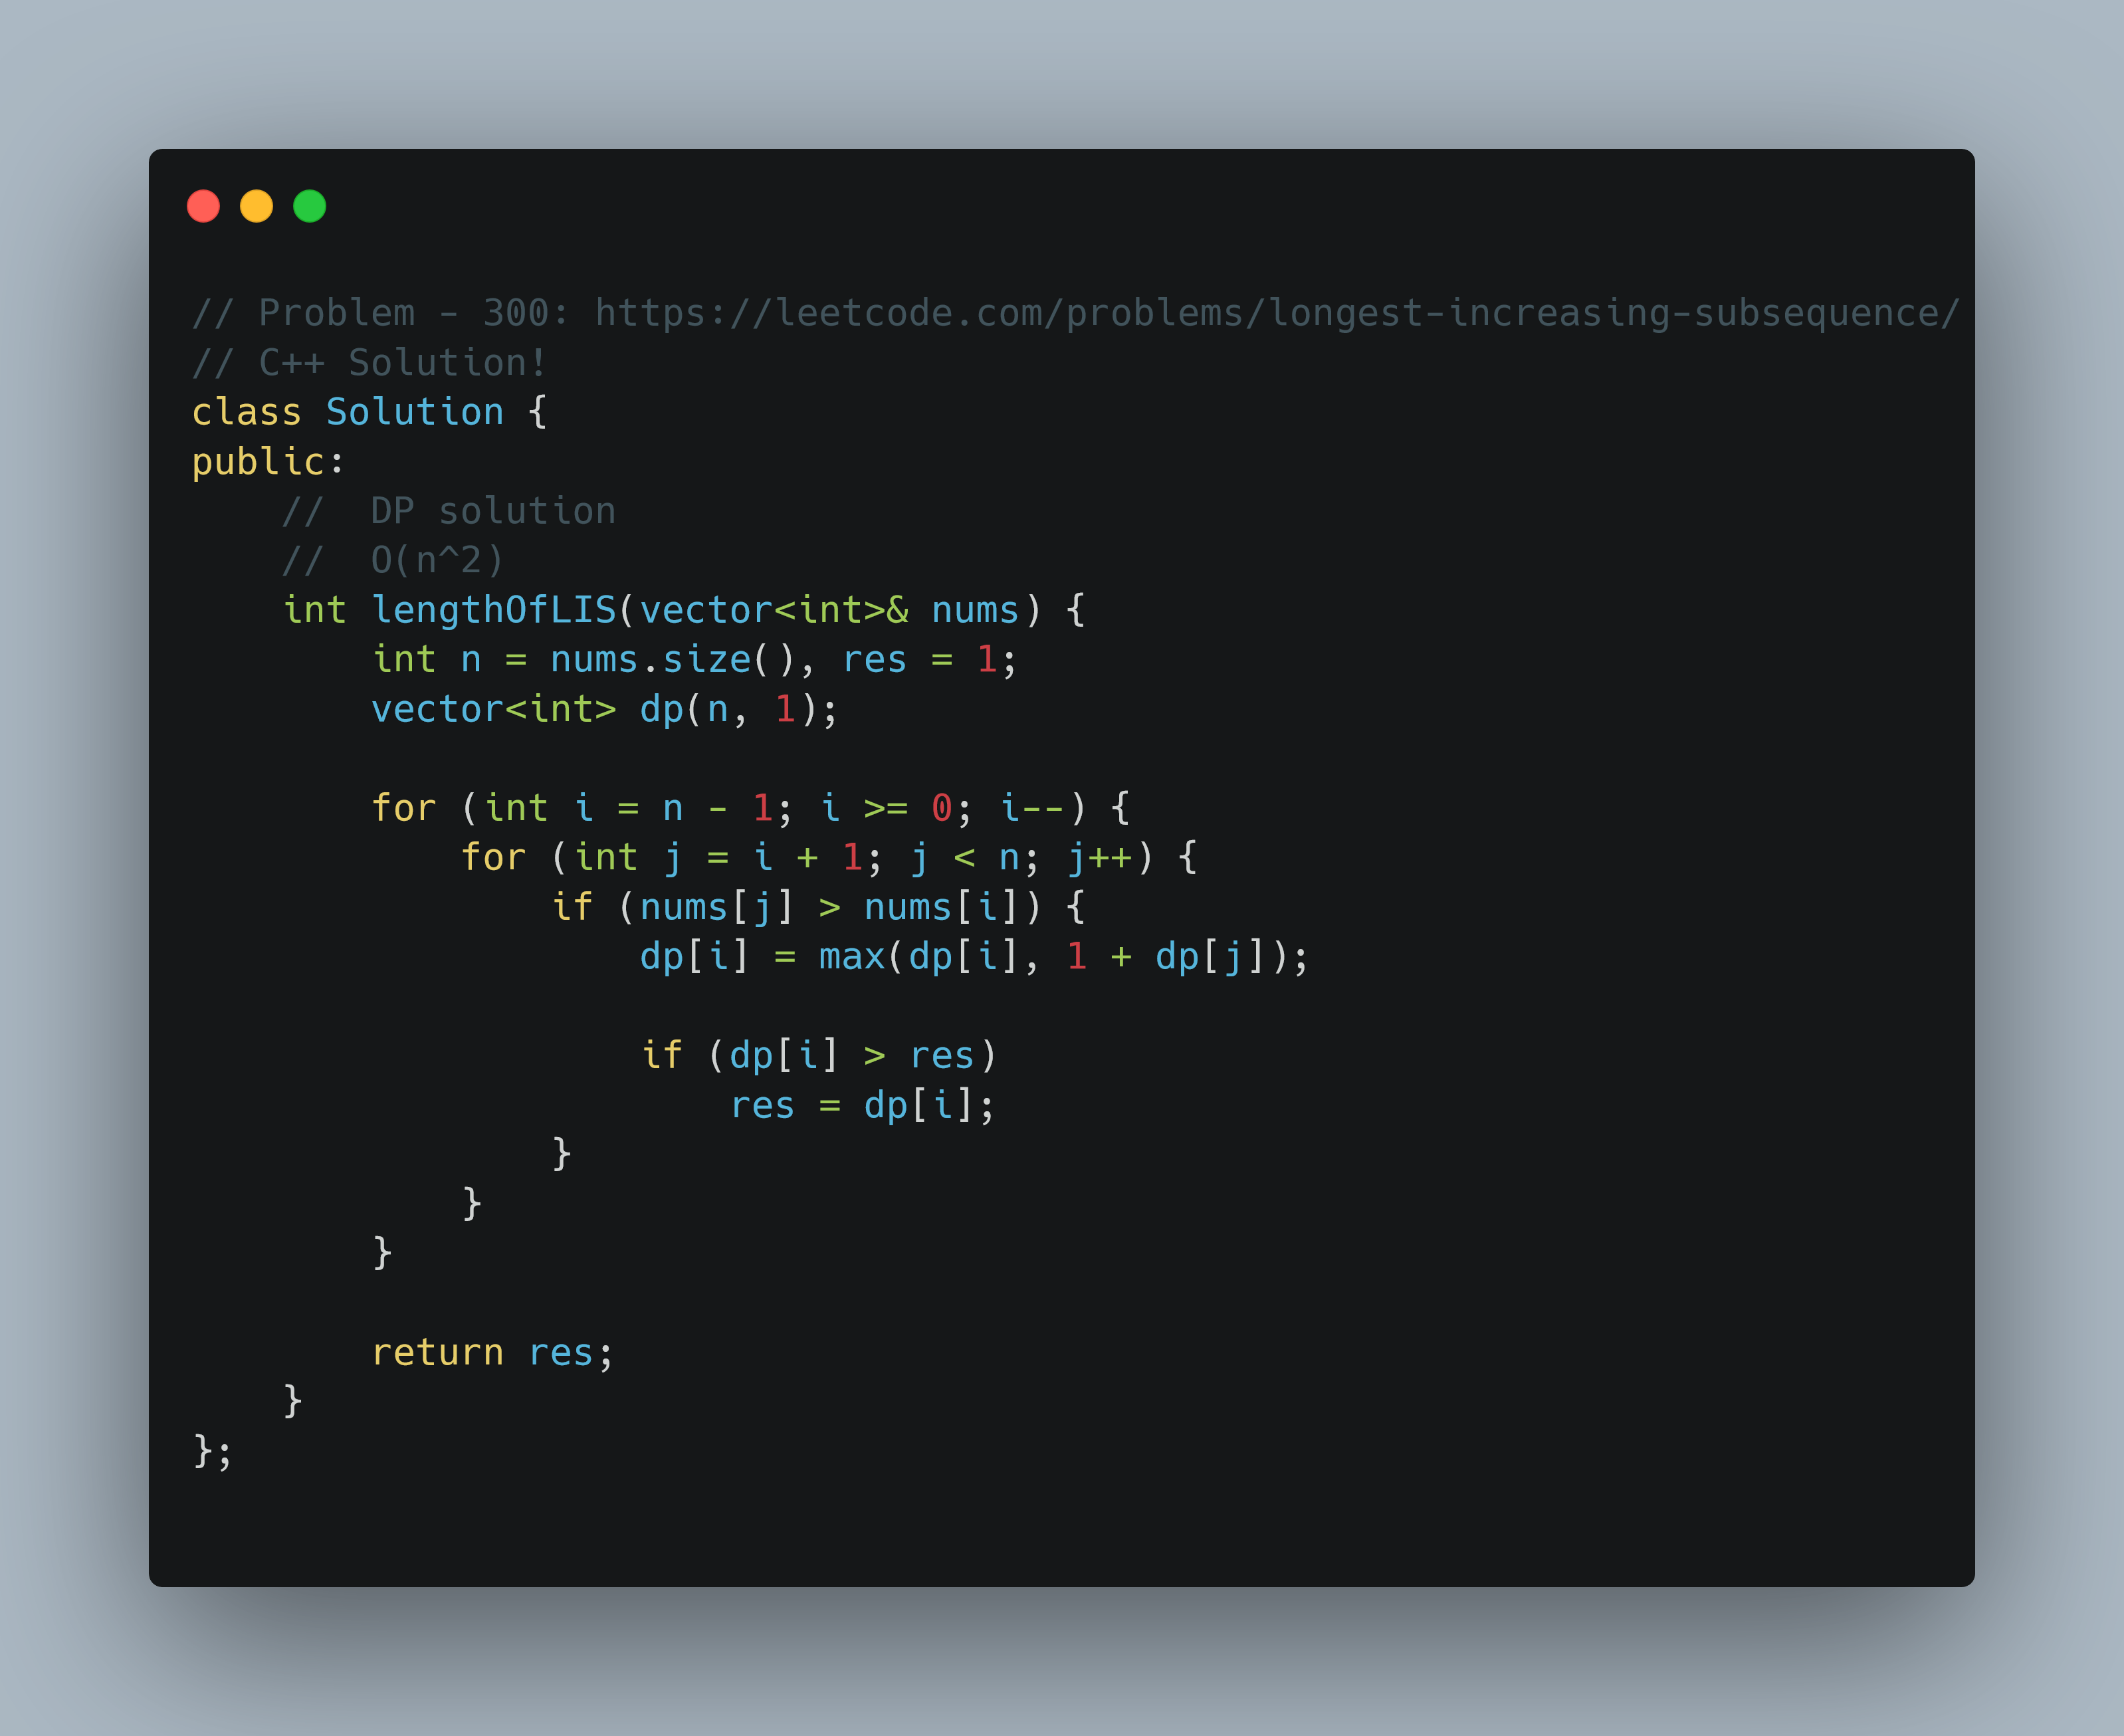 // Problem - 300: https://leetcode.com/problems/longest-increasing-subsequence/
// C++ Solution!
class Solution {
public:
    //  DP solution
    //  O(n^2)
    int lengthOfLIS(vector<int>& nums) {
        int n = nums.size(), res = 1;
        vector<int> dp(n, 1);

        for (int i = n - 1; i >= 0; i--) {
            for (int j = i + 1; j < n; j++) {
                if (nums[j] > nums[i]) {
                    dp[i] = max(dp[i], 1 + dp[j]);

                    if (dp[i] > res)
                        res = dp[i];
                }
            }
        }

        return res;
    }
};